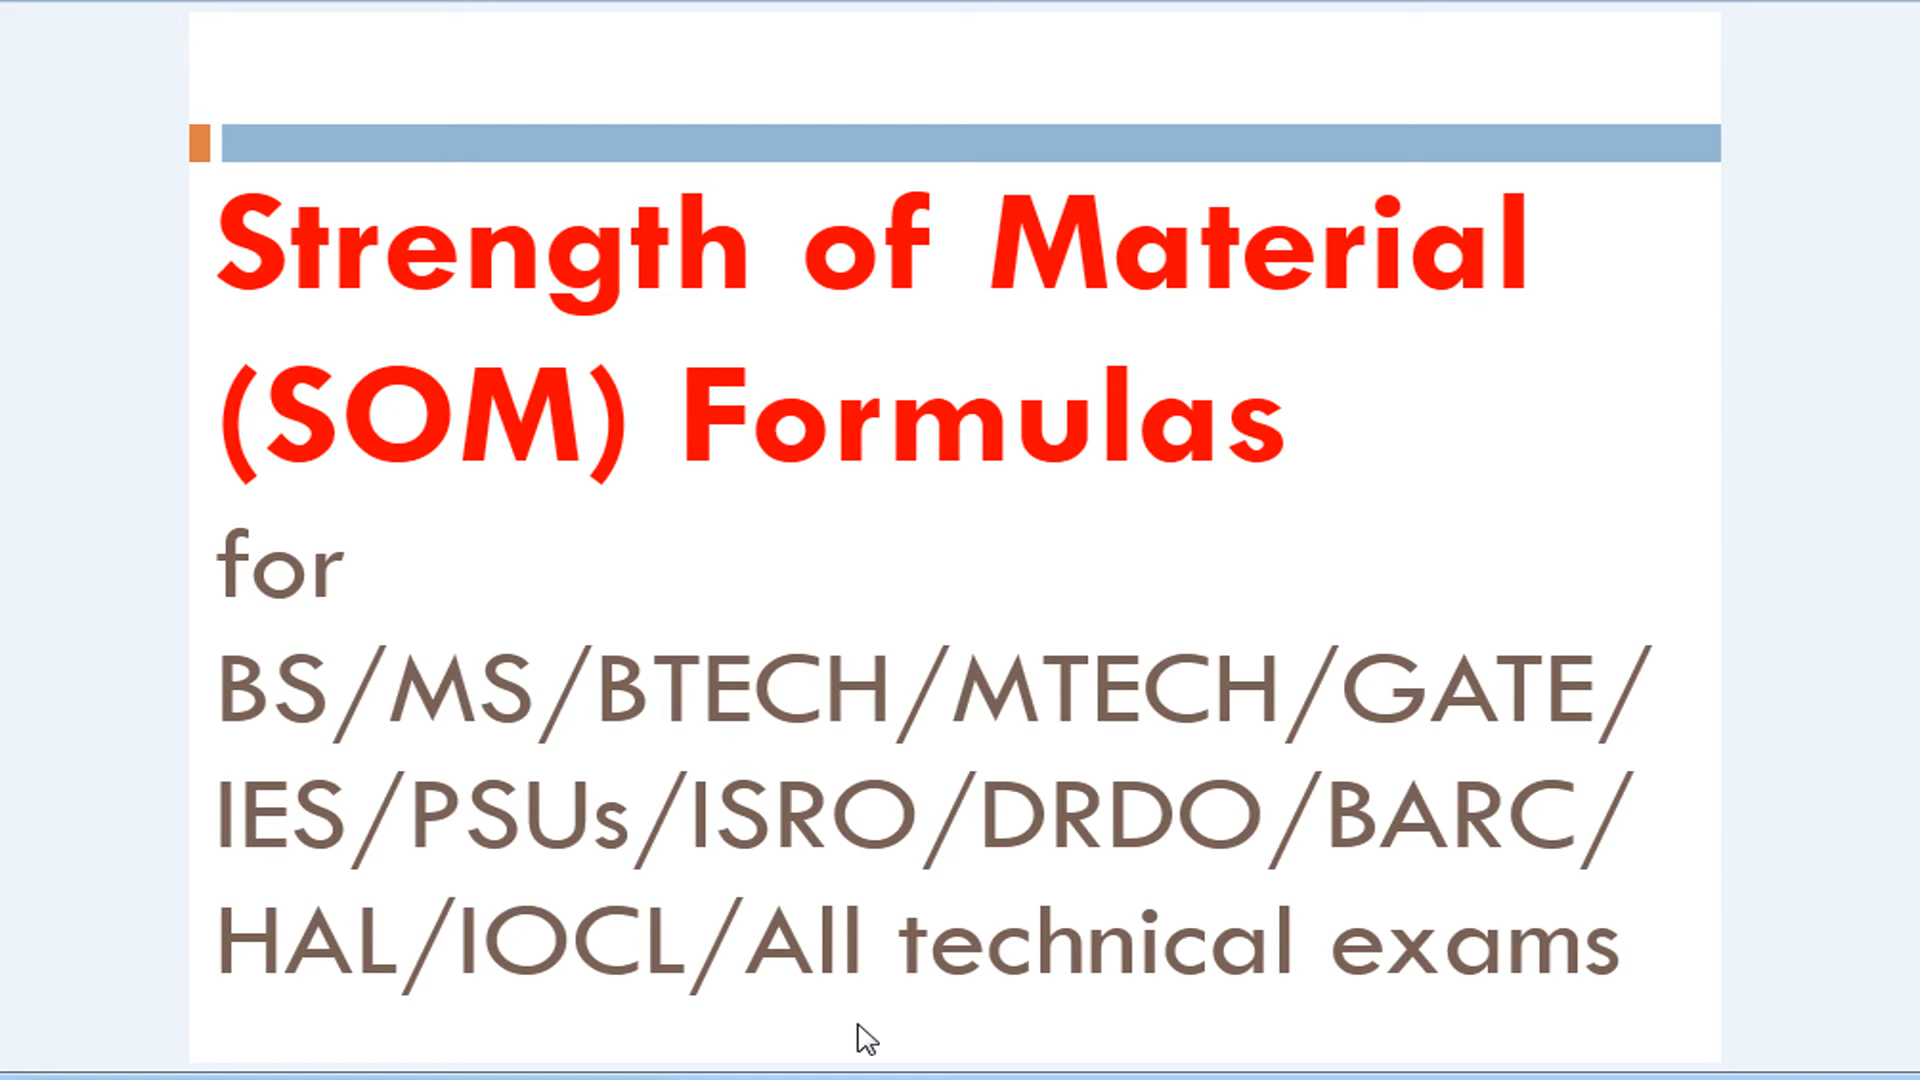 Strength of Material
(SOM) Formulas
for
BS/MS/BTECH/MTECH/GATE/
IES/PSUs/ISRO/DRDO/BARC/
HAL/IOCL/All technical exams